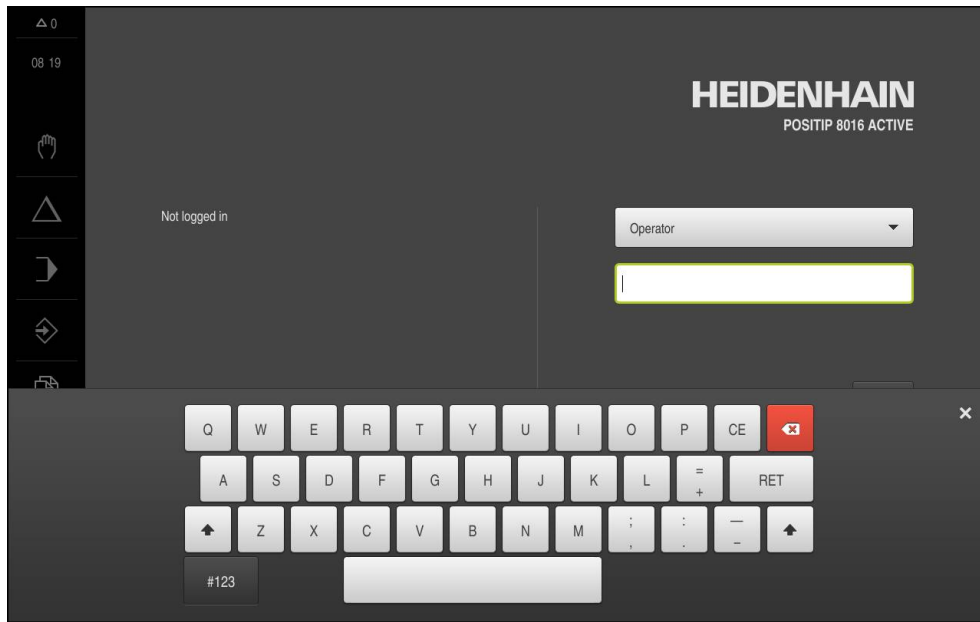 0
08 19
HEIDENHAIN
POSITIP 8016 ACTIVE
Not logged in
Operator
Q W E R T Y U I O P CE
A S D F G H J K L = + RET
Z X C V B N M ; , : . — –
#123